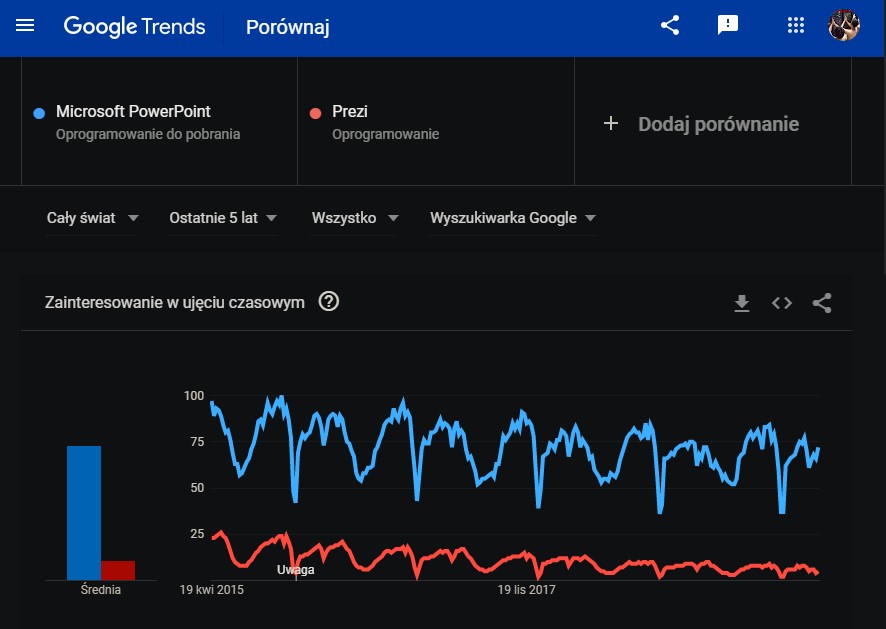 Google Trends
Porównaj
Microsoft PowerPoint
Oprogramowanie do pobrania
Prezi
Oprogramowanie
+ Dodaj porównanie
Cały świat
Ostatnie 5 lat
Wszystko
Wyszukiwarka Google
Zainteresowanie w ujęciu czasowym
100
75
50
25
Uwaga
Średnia
19 kwi 2015
19 lis 2017